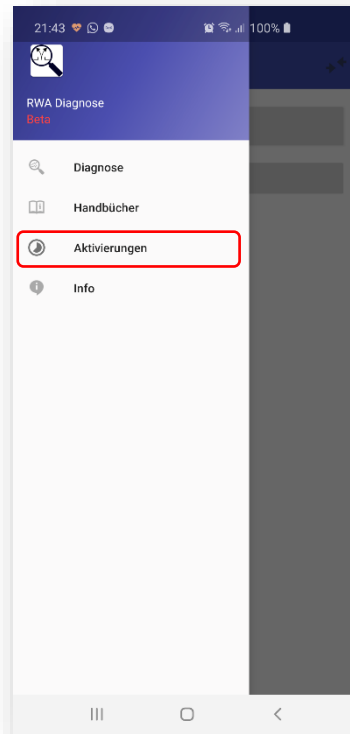 21:43 100%
RWA Diagnose
Beta
Diagnose
Handbücher
Aktivierungen
Info